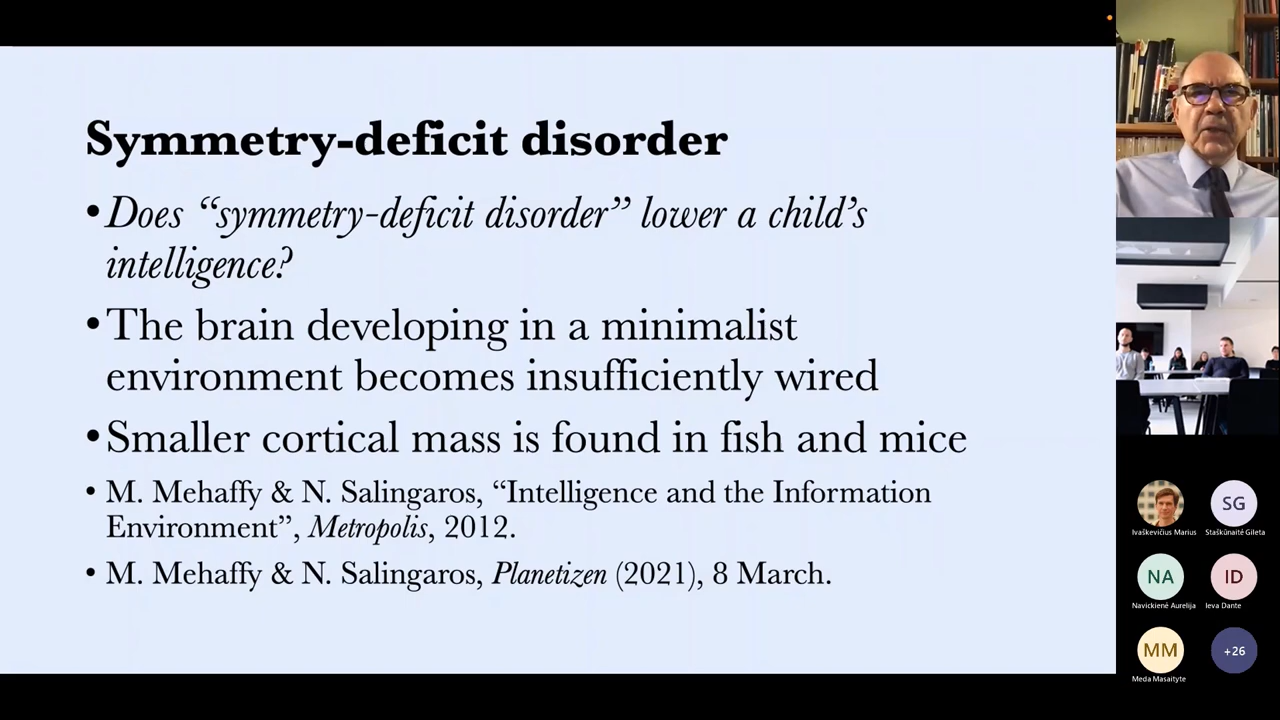 Symmetry-deficit disorder
•Does “symmetry-deficit disorder” lower a child’s
intelligence?
•The brain developing in a minimalist
environment becomes insufficiently wired
•Smaller cortical mass is found in fish and mice
• M. Mehaffy & N. Salingaros, “Intelligence and the Information
Environment”, Metropolis, 2012.
• M. Mehaffy & N. Salingaros, Planetizen (2021), 8 March.
Ivaškevičius Marius
SG
Staškūnaitė Gileta
NA
Navickienė Aurelija
ID
Ieva Dante
MM
Meda Masaityte
+26